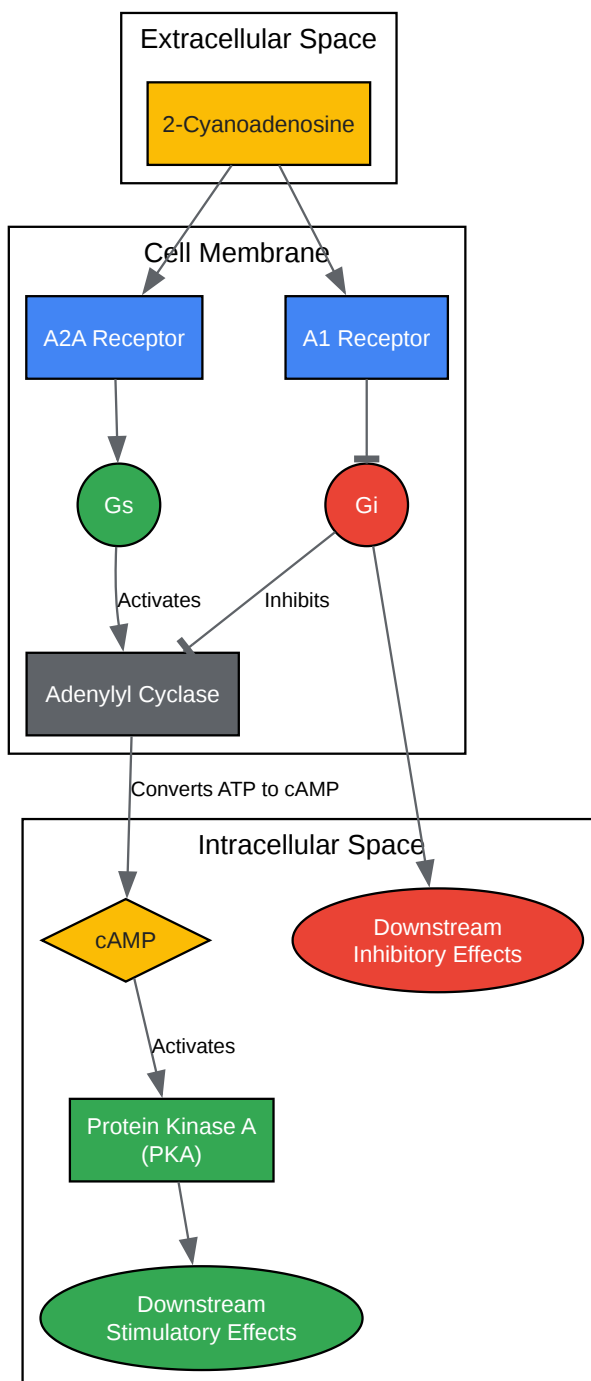 Extracellular Space
2-Cyanoadenosine
Cell Membrane
A2A Receptor
A1 Receptor
Gs
Gi
Activates
Inhibits
Adenylyl Cyclase
Converts ATP to cAMP
Intracellular Space
cAMP
Downstream
Inhibitory Effects
Activates
Protein Kinase A
(PKA)
Downstream
Stimulatory Effects